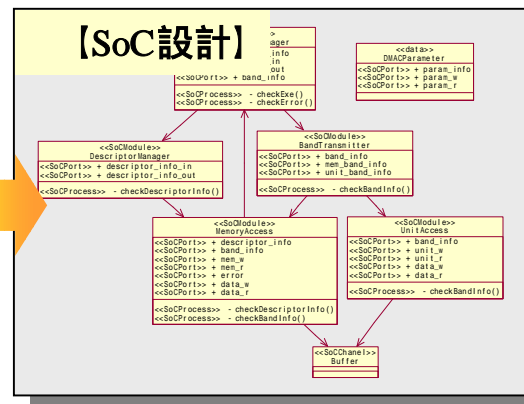 【SoC設計】
<<SoCPort>> + band_info
<<SoCProcess>> - checkExe()
<<SoCProcess>> - checkError()
<<data>>
DMACParameter
<<SoCPort>> + param_info
<<SoCPort>> + param_w
<<SoCPort>> + param_r
<<SoCModule>>
DescriptorManager
<<SoCPort>> + descriptor_info_in
<<SoCPort>> + descriptor_info_out
<<SoCProcess>> - checkDescriptorInfo()
<<SoCModule>>
BandTransmitter
<<SoCPort>> + band_info
<<SoCPort>> + mem_band_info
<<SoCPort>> + unit_band_info
<<SoCProcess>> - checkBandInfo()
<<SoCModule>>
MemoryAccess
<<SoCPort>> + descriptor_info
<<SoCPort>> + band_info
<<SoCPort>> + mem_w
<<SoCPort>> + mem_r
<<SoCPort>> + error
<<SoCPort>> + data_w
<<SoCPort>> + data_r
<<SoCProcess>> - checkDescriptorInfo()
<<SoCProcess>> - checkBandInfo()
<<SoCModule>>
UnitAccess
<<SoCPort>> + band_info
<<SoCPort>> + unit_w
<<SoCPort>> + unit_r
<<SoCPort>> + data_w
<<SoCPort>> + data_r
<<SoCProcess>> - checkBandInfo()
<<SoCChanel>>
Buffer